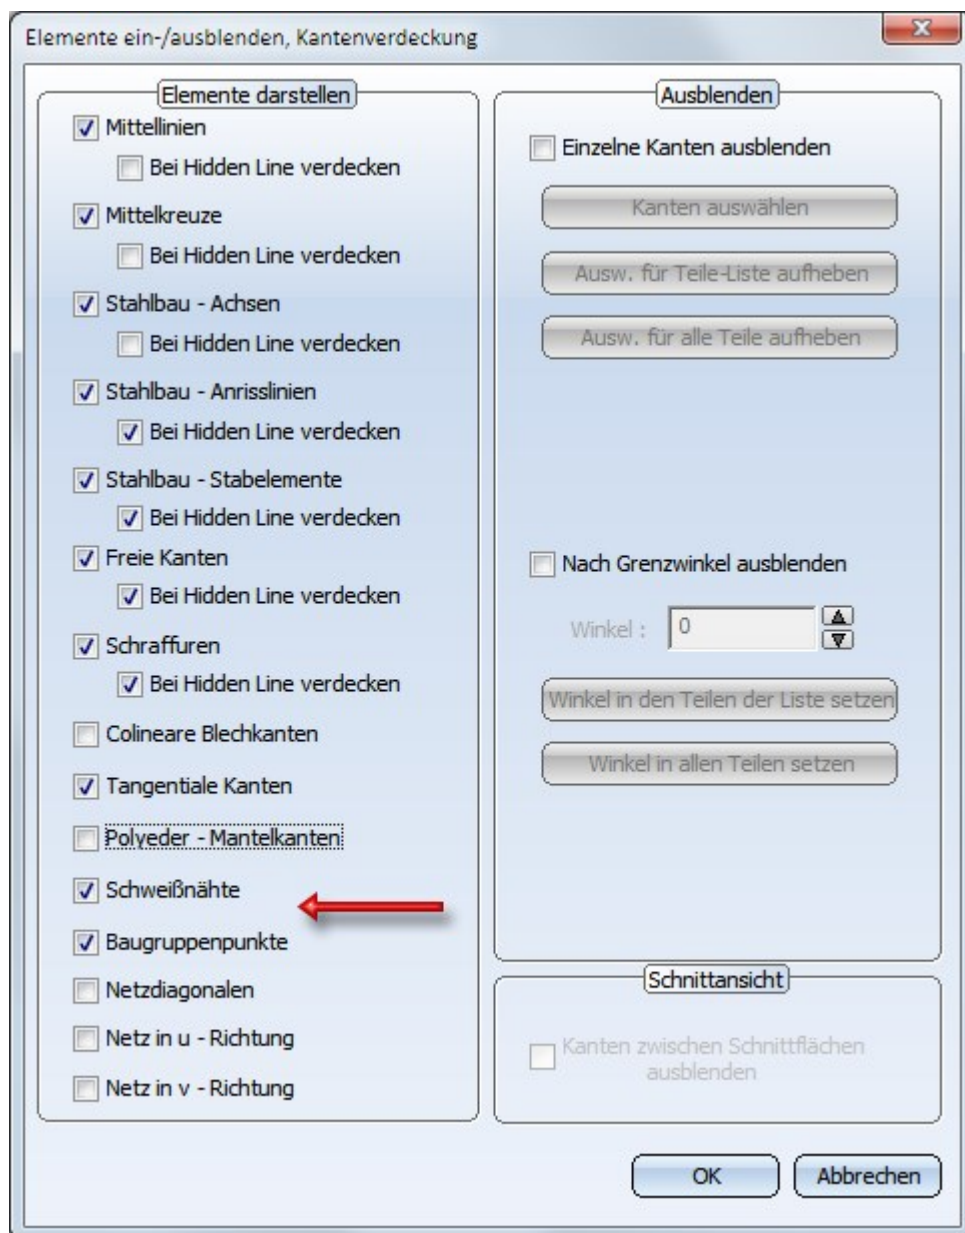 Elemente ein-/ausblenden, Kantenverdeckung
Elemente darstellen
Mittellinien
Bei Hidden Line verdecken
Mittelkreuze
Bei Hidden Line verdecken
Stahlbau - Achsen
Bei Hidden Line verdecken
Stahlbau - Anrisslinien
Bei Hidden Line verdecken
Stahlbau - Stabelemente
Bei Hidden Line verdecken
Freie Kanten
Bei Hidden Line verdecken
Schraffuren
Bei Hidden Line verdecken
Colineare Blechkanten
Tangentiale Kanten
Polyeder - Mantelkanten
Schweißnähte
Baugruppenpunkte
Netzdiagonalen
Netz in u - Richtung
Netz in v - Richtung
Ausblenden
Einzelne Kanten ausblenden
Kanten auswählen
Ausw. für Teile-Liste aufheben
Ausw. für alle Teile aufheben
Nach Grenzwinkel ausblenden
Winkel : 0
Winkel in den Teilen der Liste setzen
Winkel in allen Teilen setzen
Schnittansicht
Kanten zwischen Schnittflächen
ausblenden
OK Abbrechen